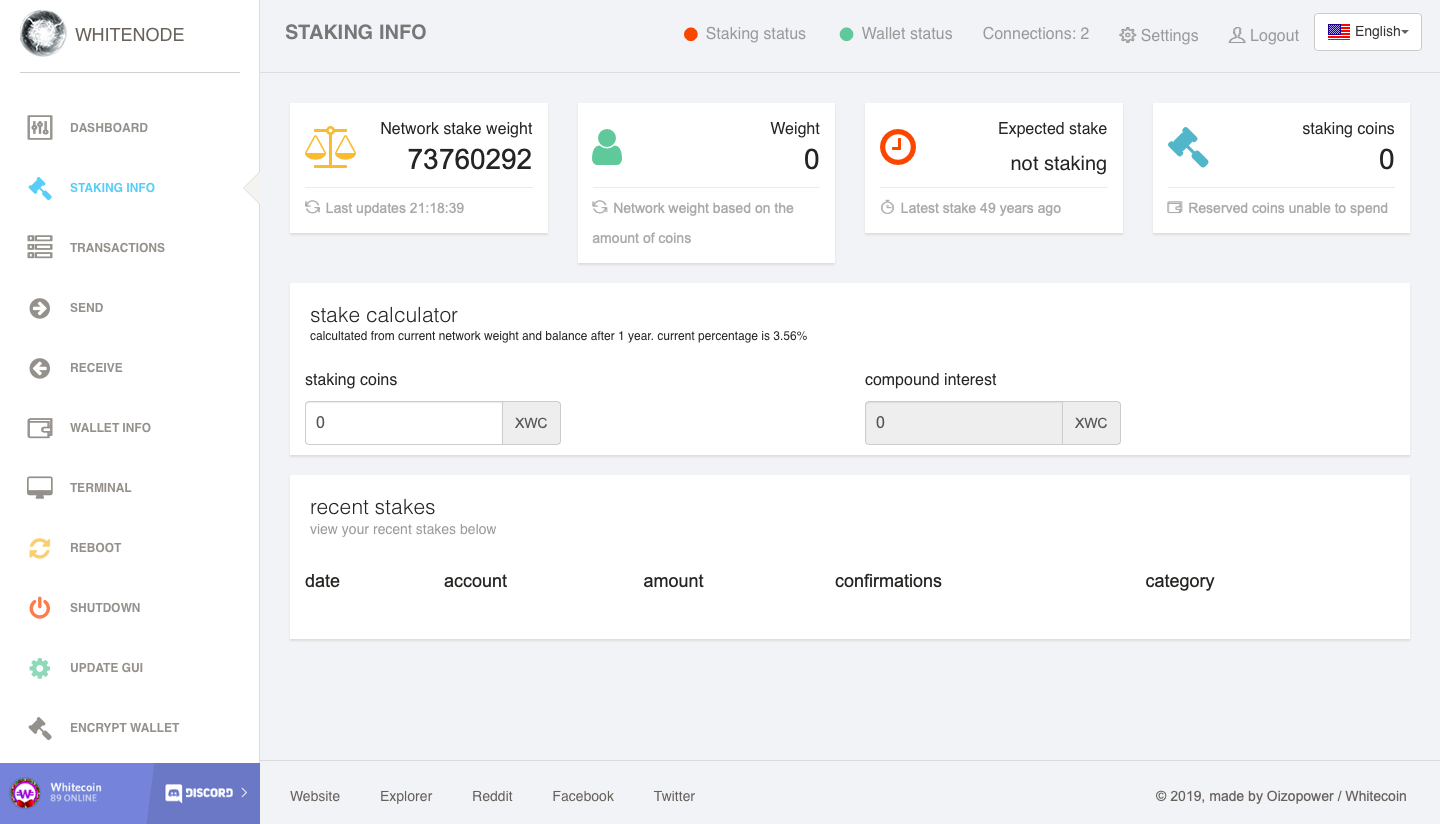 WHITENODE
STAKING INFO
Staking status
Wallet status
Connections: 2
Settings
Logout
English
DASHBOARD
STAKING INFO
TRANSACTIONS
SEND
RECEIVE
WALLET INFO
TERMINAL
REBOOT
SHUTDOWN
UPDATE GUI
ENCRYPT WALLET
Whitecoin
89 ONLINE
DISCORD
Network stake weight
73760292
Last updates 21:18:39
Weight
0
Network weight based on the
amount of coins
Expected stake
not staking
Latest stake 49 years ago
staking coins
0
Reserved coins unable to spend
stake calculator
calcultated from current network weight and balance after 1 year. current percentage is 3.56%
staking coins
0 XWC
compound interest
0 XWC
recent stakes
view your recent stakes below
date account amount confirmations category
Website Explorer Reddit Facebook Twitter
© 2019, made by Oizopower / Whitecoin